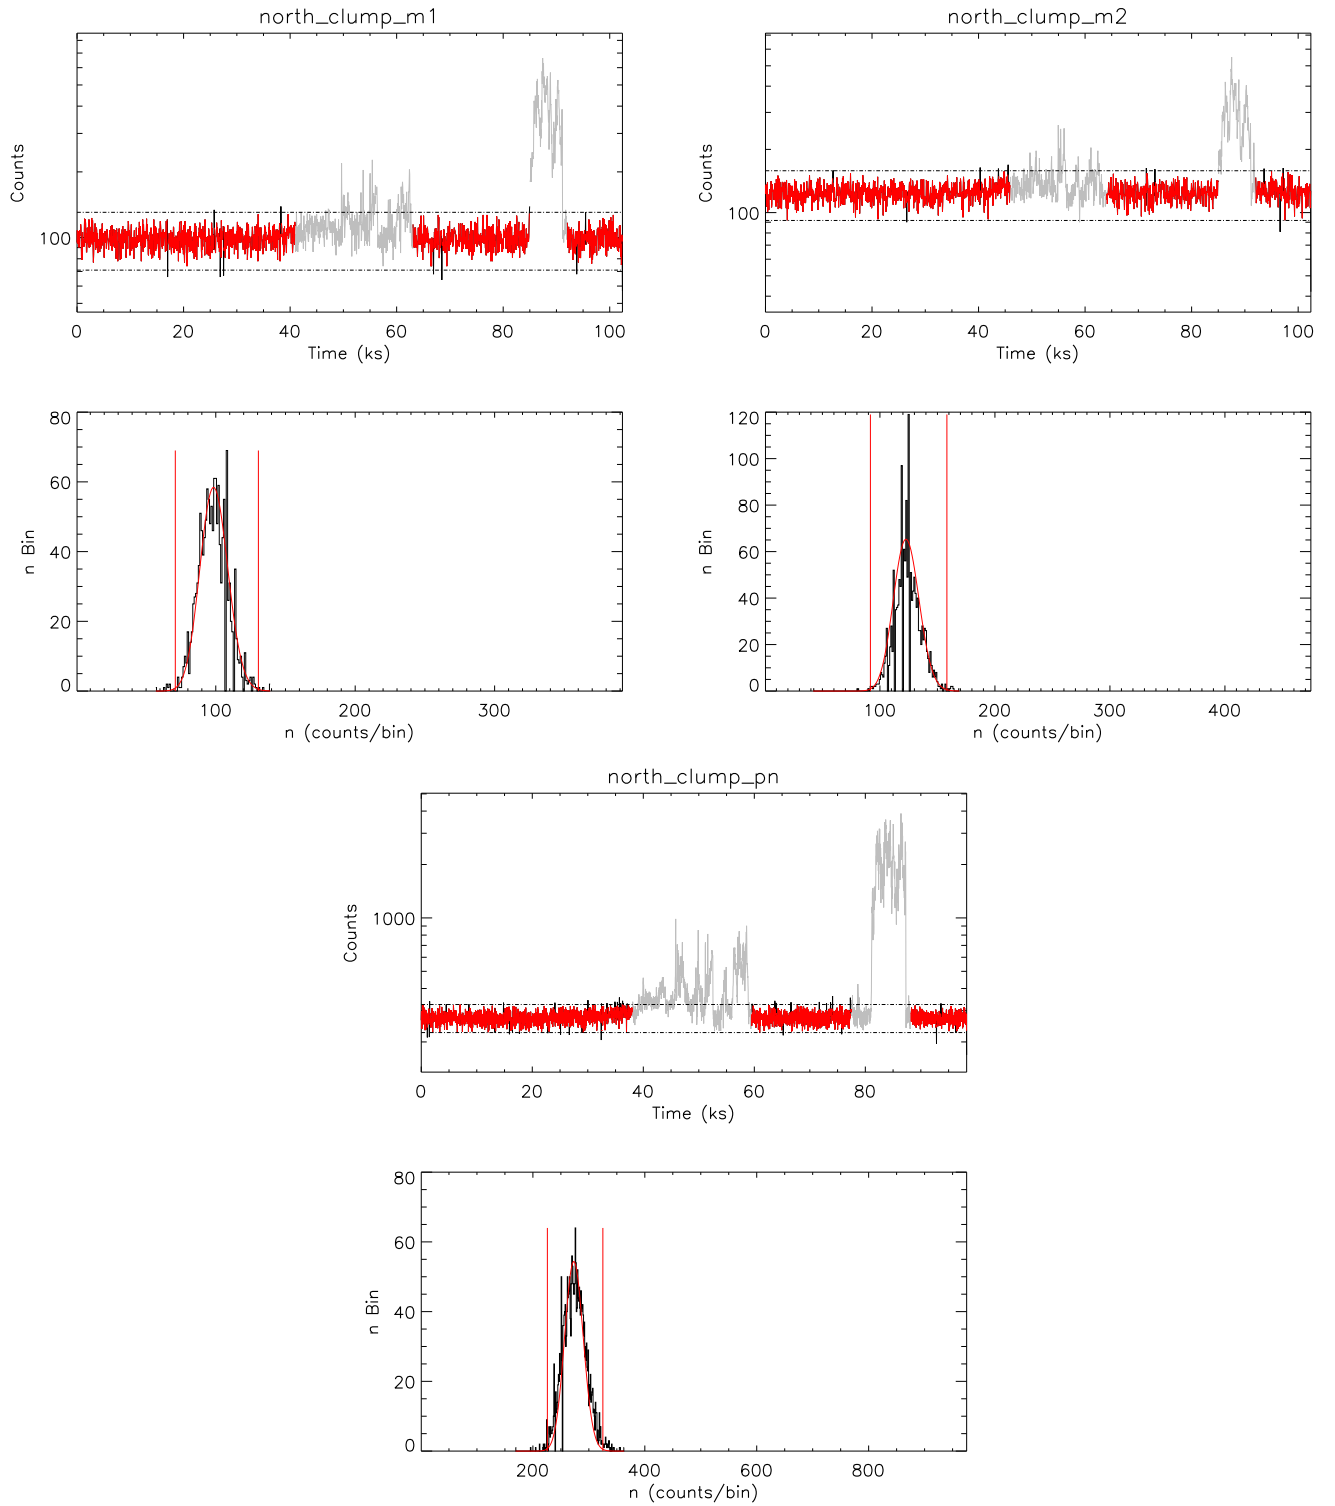 north_clump_m1
Counts
100
0 20 40 60 80 100
Time (ks)
north_clump_m2
Counts
100
0 20 40 60 80 100
Time (ks)
n Bin
80
60
40
20
0
100 200 300
n (counts/bin)
n Bin
120
100
80
60
40
20
0
100 200 300 400
n (counts/bin)
north_clump_pn
Counts
1000
0 20 40 60 80
Time (ks)
n Bin
80
60
40
20
0
200 400 600 800
n (counts/bin)